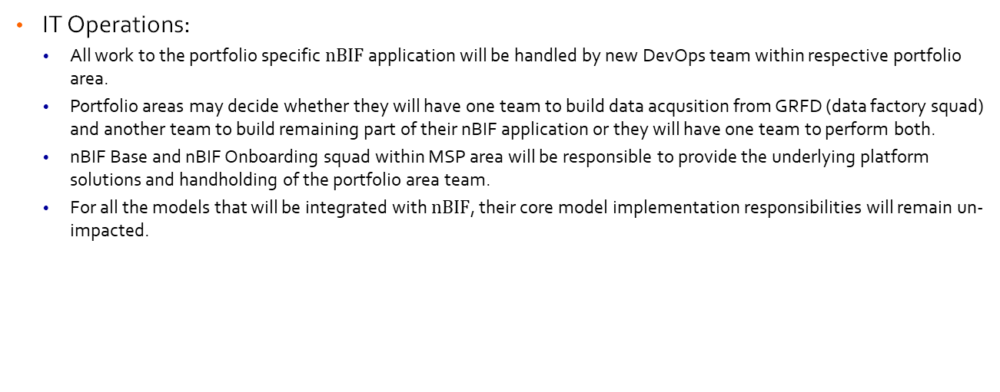 • IT Operations:
• All work to the portfolio specific nBIF application will be handled by new DevOps team within respective portfolio
area.
• Portfolio areas may decide whether they will have one team to build data acqusition from GRFD (data factory squad)
and another team to build remaining part of their nBIF application or they will have one team to perform both.
• nBIF Base and nBIF Onboarding squad within MSP area will be responsible to provide the underlying platform
solutions and handholding of the portfolio area team.
• For all the models that will be integrated with nBIF, their core model implementation responsibilities will remain un-
impacted.